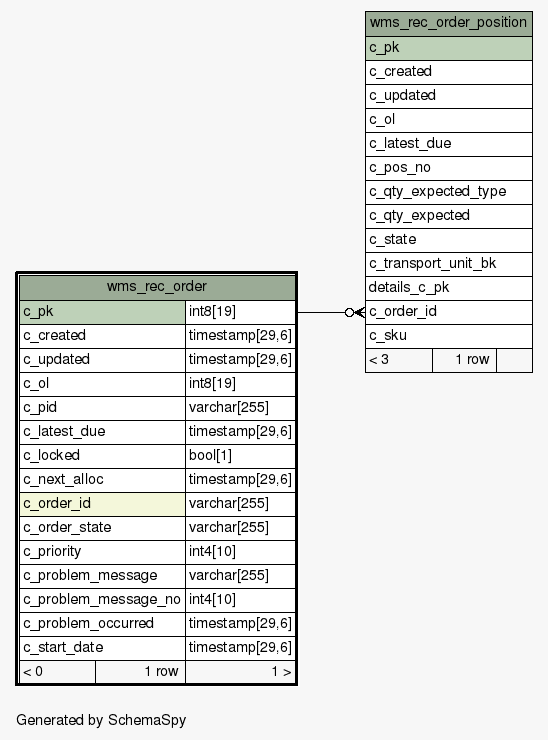 wms_rec_order_position
c_pk
c_created
c_updated
c_ol
c_latest_due
c_pos_no
c_qty_expected_type
c_qty_expected
c_state
c_transport_unit_bk
details_c_pk
c_order_id
c_sku
< 3 1 row
wms_rec_order
c_pk int8[19]
c_created timestamp[29,6]
c_updated timestamp[29,6]
c_ol int8[19]
c_pid varchar[255]
c_latest_due timestamp[29,6]
c_locked bool[1]
c_next_alloc timestamp[29,6]
c_order_id varchar[255]
c_order_state varchar[255]
c_priority int4[10]
c_problem_message varchar[255]
c_problem_message_no int4[10]
c_problem_occurred timestamp[29,6]
c_start_date timestamp[29,6]
< 0 1 row 1 >
Generated by SchemaSpy